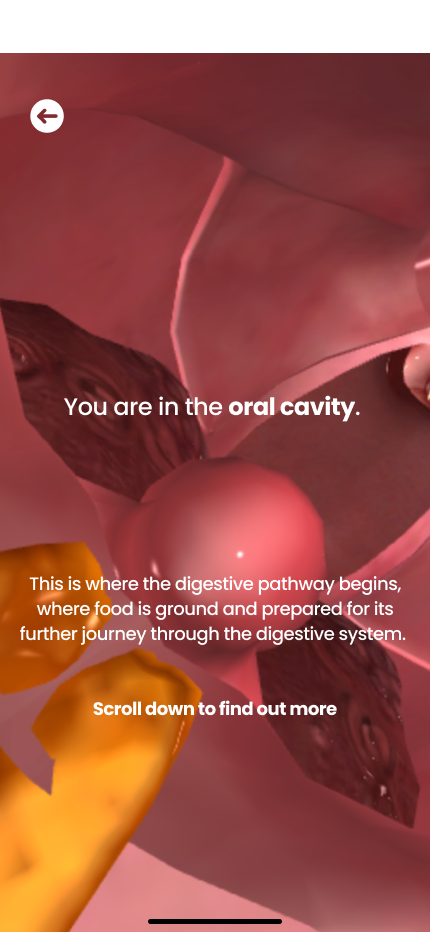 You are in the oral cavity.
This is where the digestive pathway begins,
where food is ground and prepared for its
further journey through the digestive system.
Scroll down to find out more